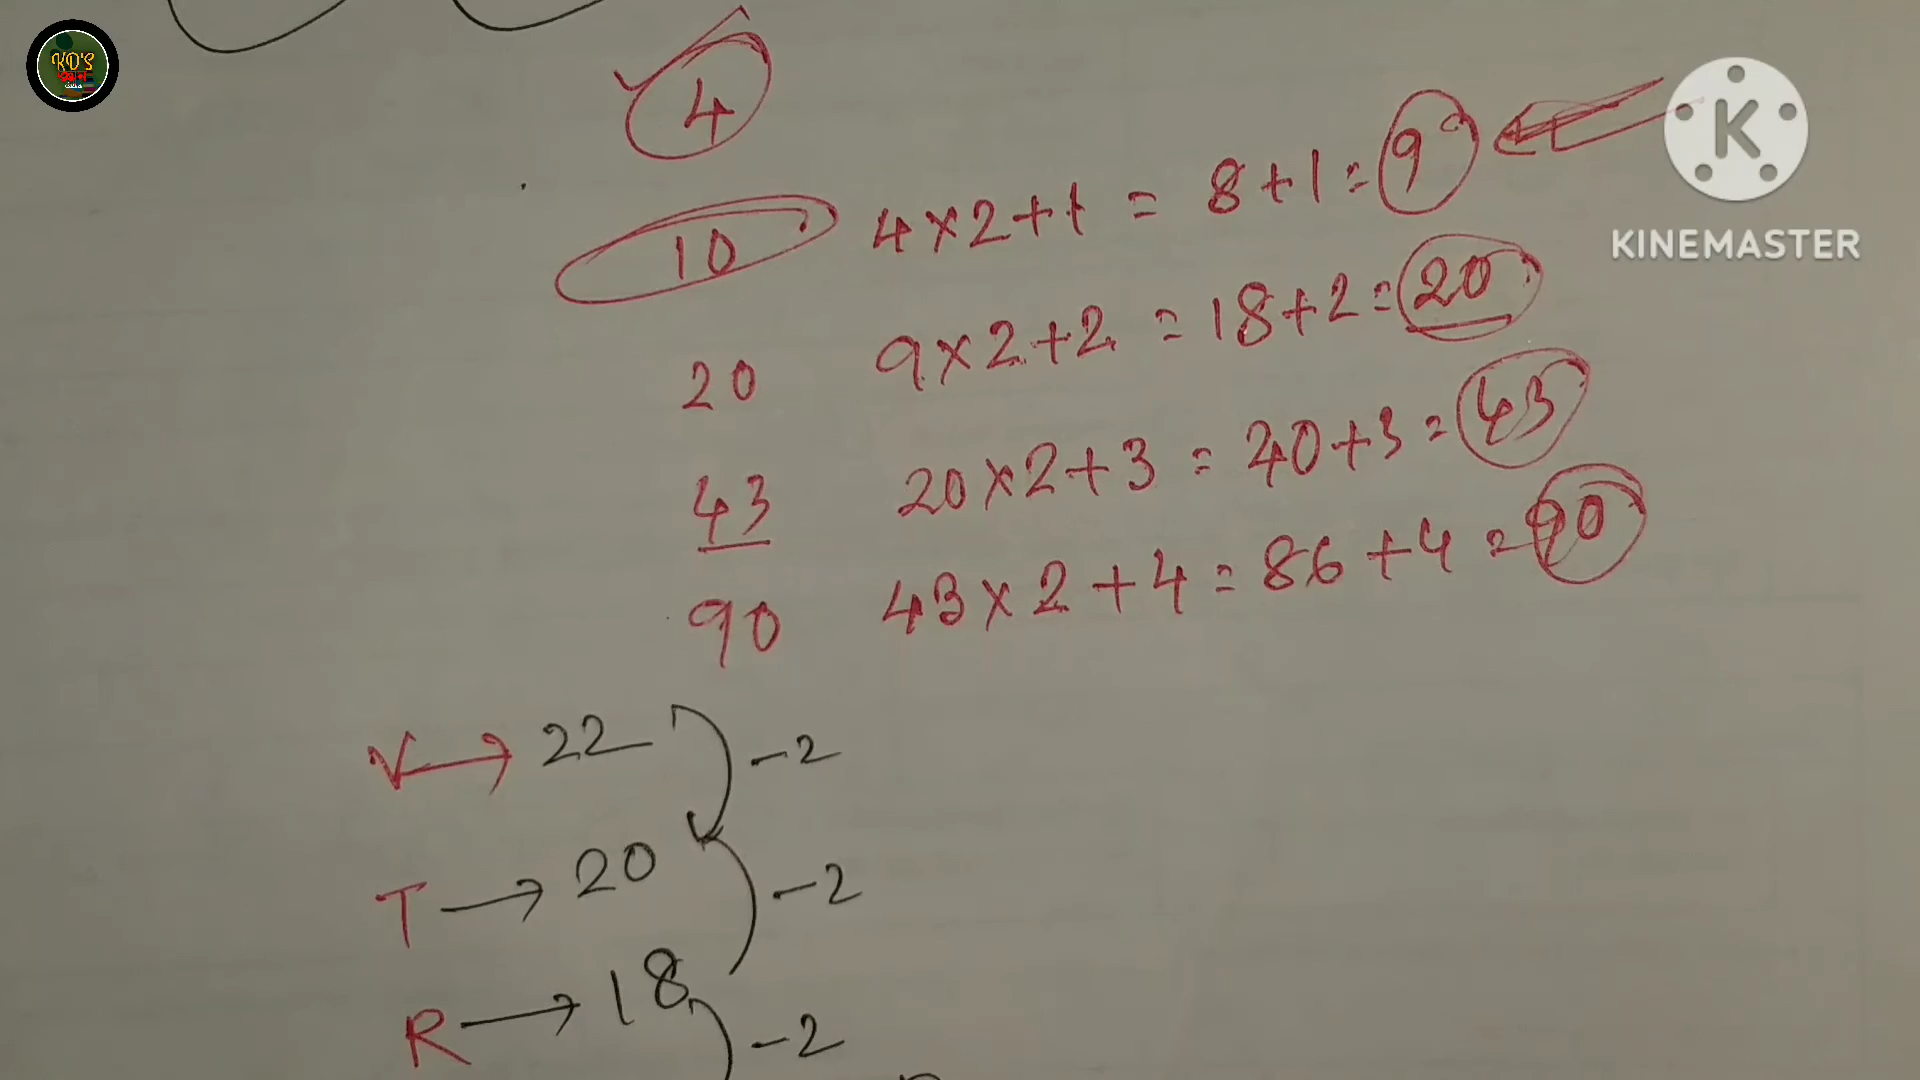 KD'S
KINEMASTER
4
10 4×2+1 = 8+1=9
20 9×2+2 = 18+2=20
43 20×2+3 = 40+3=43
90 43×2+4= 86+4=90
V→22 -2
T→20 -2
R→18 -2